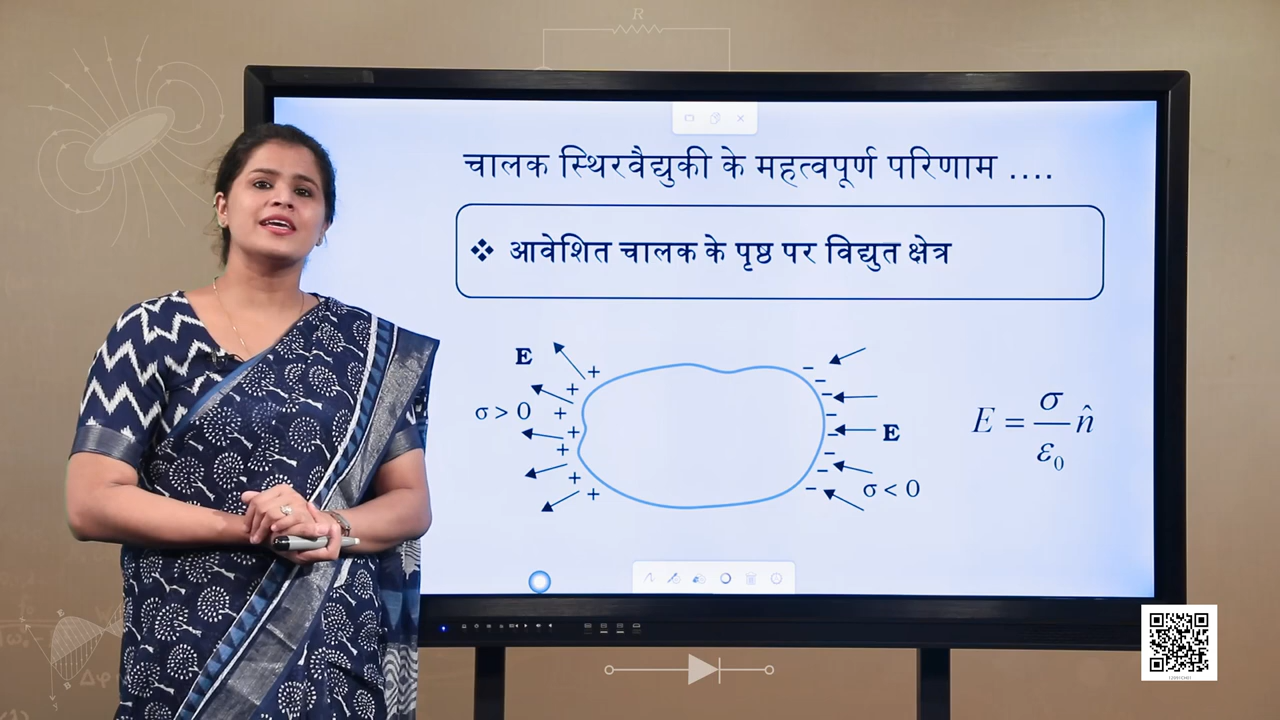 R
चालक स्थिरवैद्युकी के महत्वपूर्ण परिणाम ....
❖ आवेशित चालक के पृष्ठ पर विद्युत क्षेत्र
E
σ > 0
E
σ < 0
E = σ/ε₀ n̂